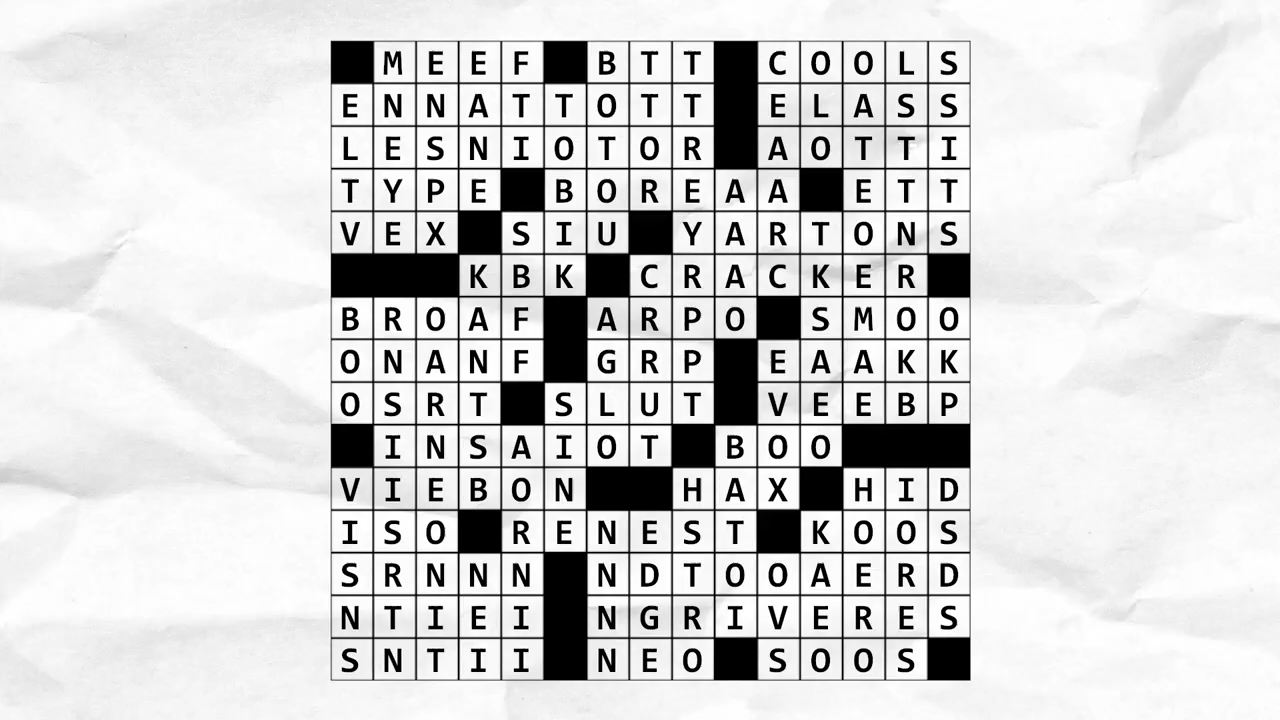 MEEF BTT COOLS
ENNATTOTT ELASS
LESNIOTOR AOTTI
TYPE BOREAA ETT
VEX SIU YARTONS
KBK CRACKER
BROAF ARPO SMOO
ONANF GRP EAAKK
OSRT SLUT VEEBP
INSAIOT BOO
VIEBON HAX HID
ISO RENEST KOOS
SRNNN NDTOOAERD
NTIEI NGRIVERES
SNTII NEO SOOS